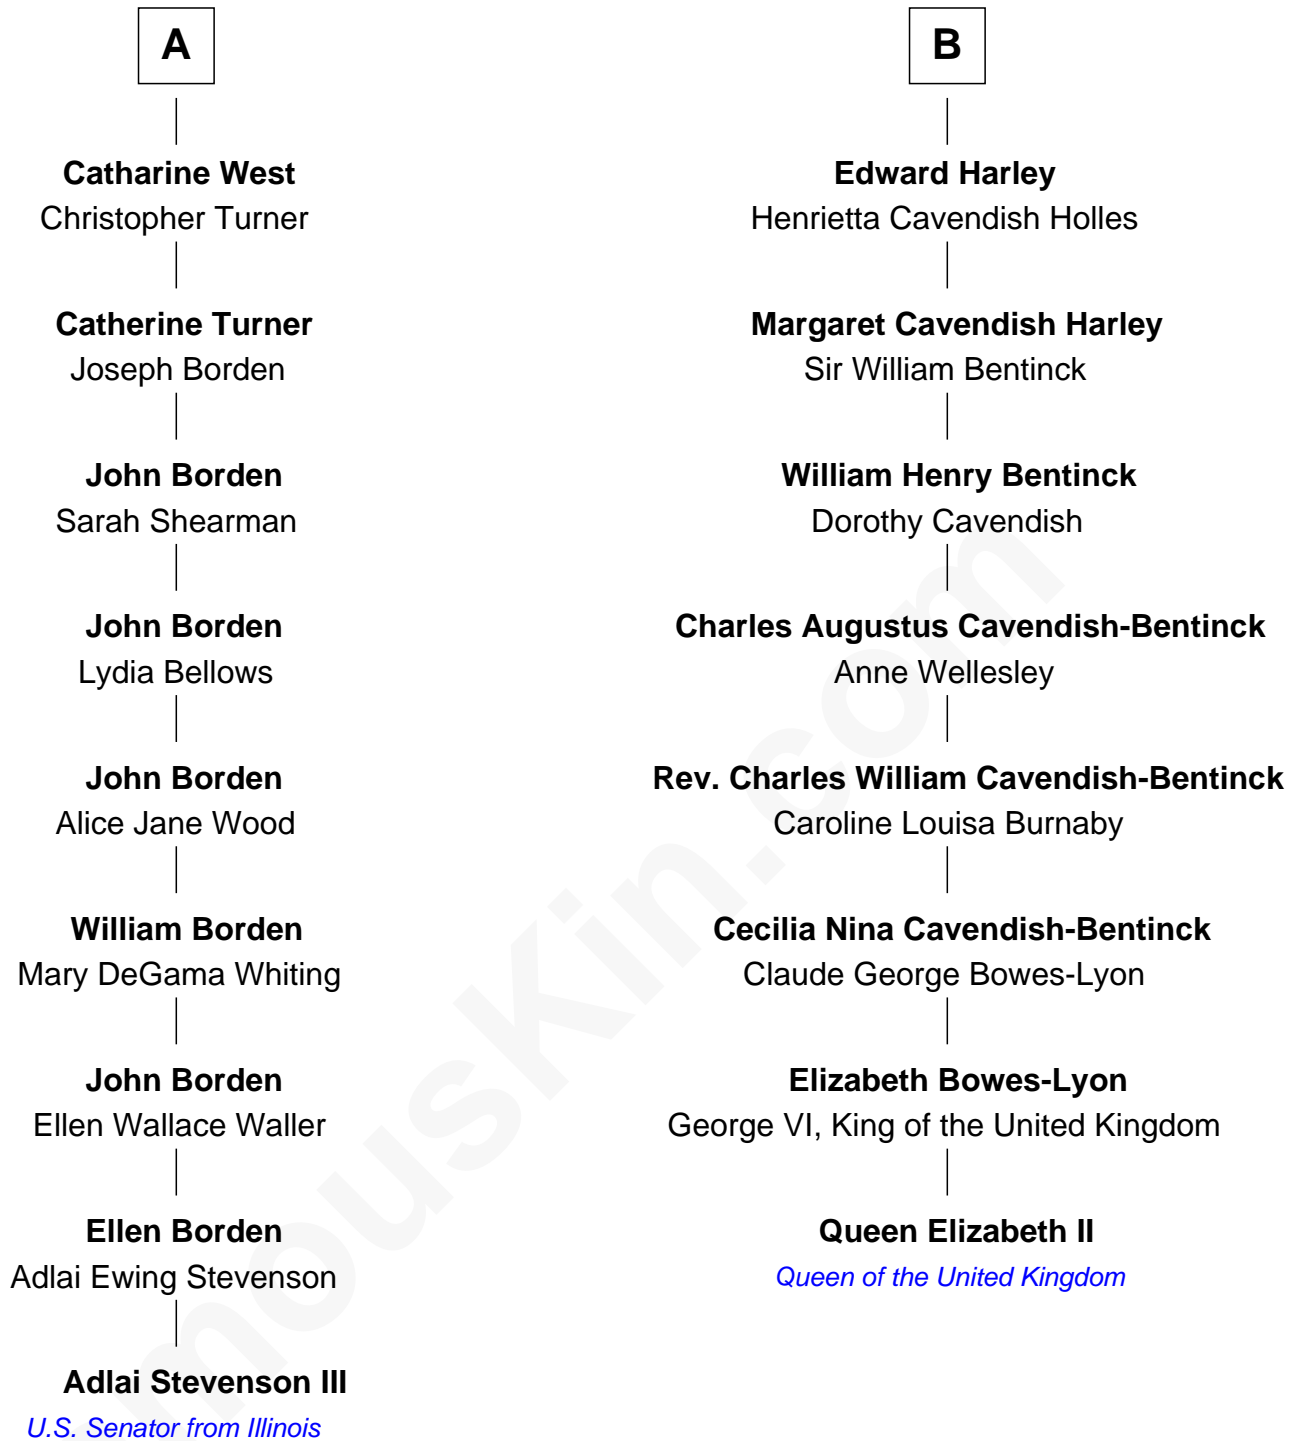 A
Catharine West
Christopher Turner
Catherine Turner
Joseph Borden
John Borden
Sarah Shearman
John Borden
Lydia Bellows
John Borden
Alice Jane Wood
William Borden
Mary DeGama Whiting
John Borden
Ellen Wallace Waller
Ellen Borden
Adlai Ewing Stevenson
Adlai Stevenson III
U.S. Senator from Illinois
B
Edward Harley
Henrietta Cavendish Holles
Margaret Cavendish Harley
Sir William Bentinck
William Henry Bentinck
Dorothy Cavendish
Charles Augustus Cavendish-Bentinck
Anne Wellesley
Rev. Charles William Cavendish-Bentinck
Caroline Louisa Burnaby
Cecilia Nina Cavendish-Bentinck
Claude George Bowes-Lyon
Elizabeth Bowes-Lyon
George VI, King of the United Kingdom
Queen Elizabeth II
Queen of the United Kingdom
mousKin.com